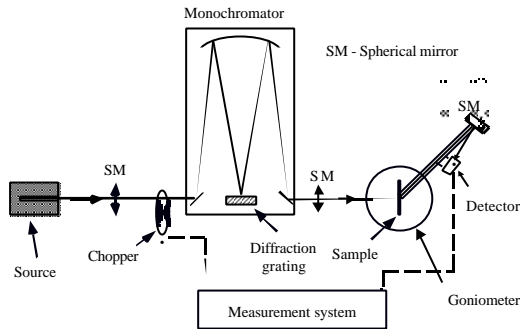 Monochromator
SM - Spherical mirror
SM
SM
SM
Detector
Source
Chopper
Diffraction
grating
Sample
Goniometer
Measurement system